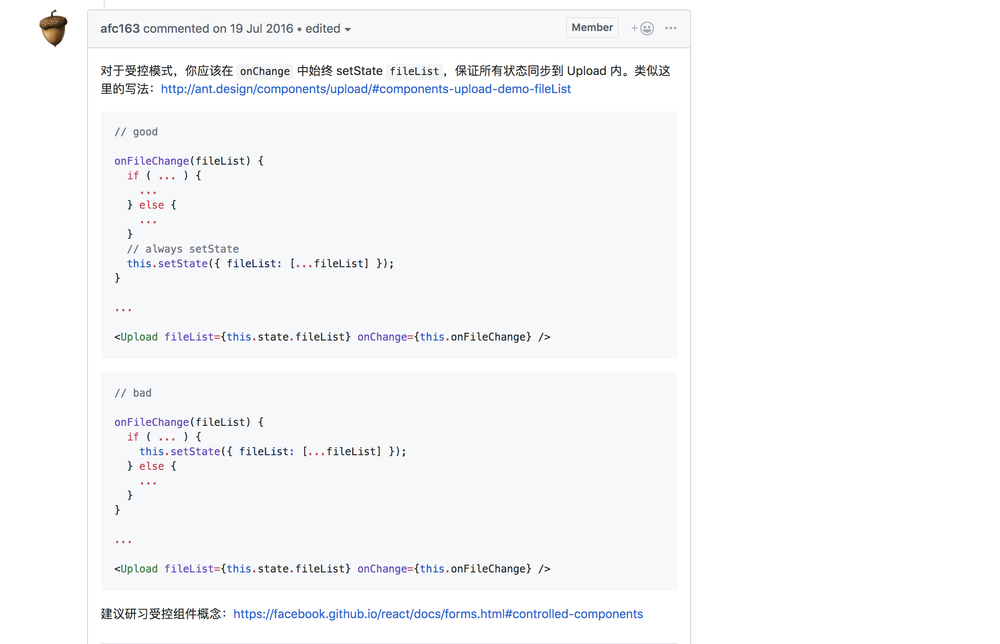 afc163 commented on 19 Jul 2016 • edited
Member
对于受控模式，你应该在 onChange 中始终 setState fileList，保证所有状态同步到 Upload 内。类似这
里的写法：http://ant.design/components/upload/#components-upload-demo-fileList
// good
onFileChange(fileList) {
  if ( ... ) {
    ...
  } else {
    ...
  }
  // always setState
  this.setState({ fileList: [...fileList] });
}
...
<Upload fileList={this.state.fileList} onChange={this.onFileChange} />
// bad
onFileChange(fileList) {
  if ( ... ) {
    this.setState({ fileList: [...fileList] });
  } else {
    ...
  }
}
...
<Upload fileList={this.state.fileList} onChange={this.onFileChange} />
建议研习受控组件概念：https://facebook.github.io/react/docs/forms.html#controlled-components